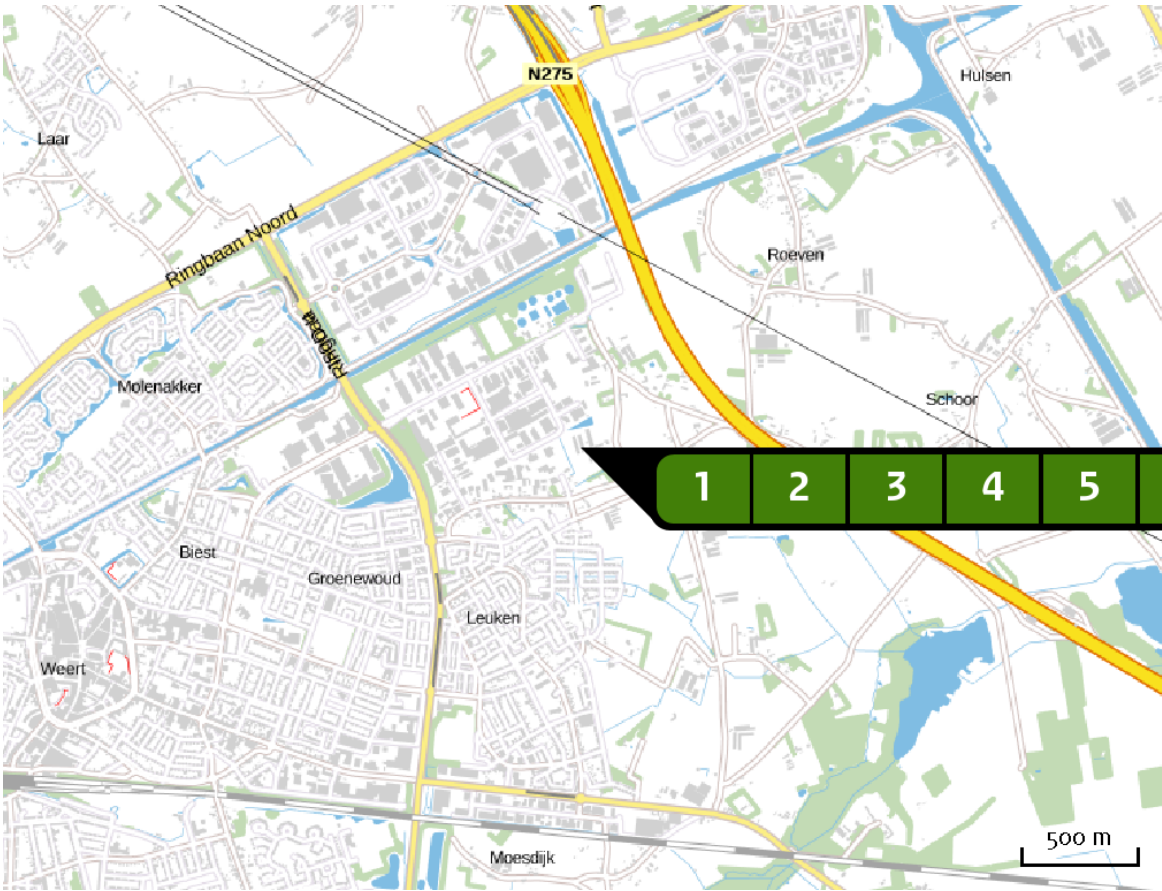 N275
Hulsen
Laar
Ringbaan Noord
Roeven
Molenakker
Schoor
1 2 3 4 5
Biest
Groenewoud
Leuken
Weert
500 m
Moesdijk